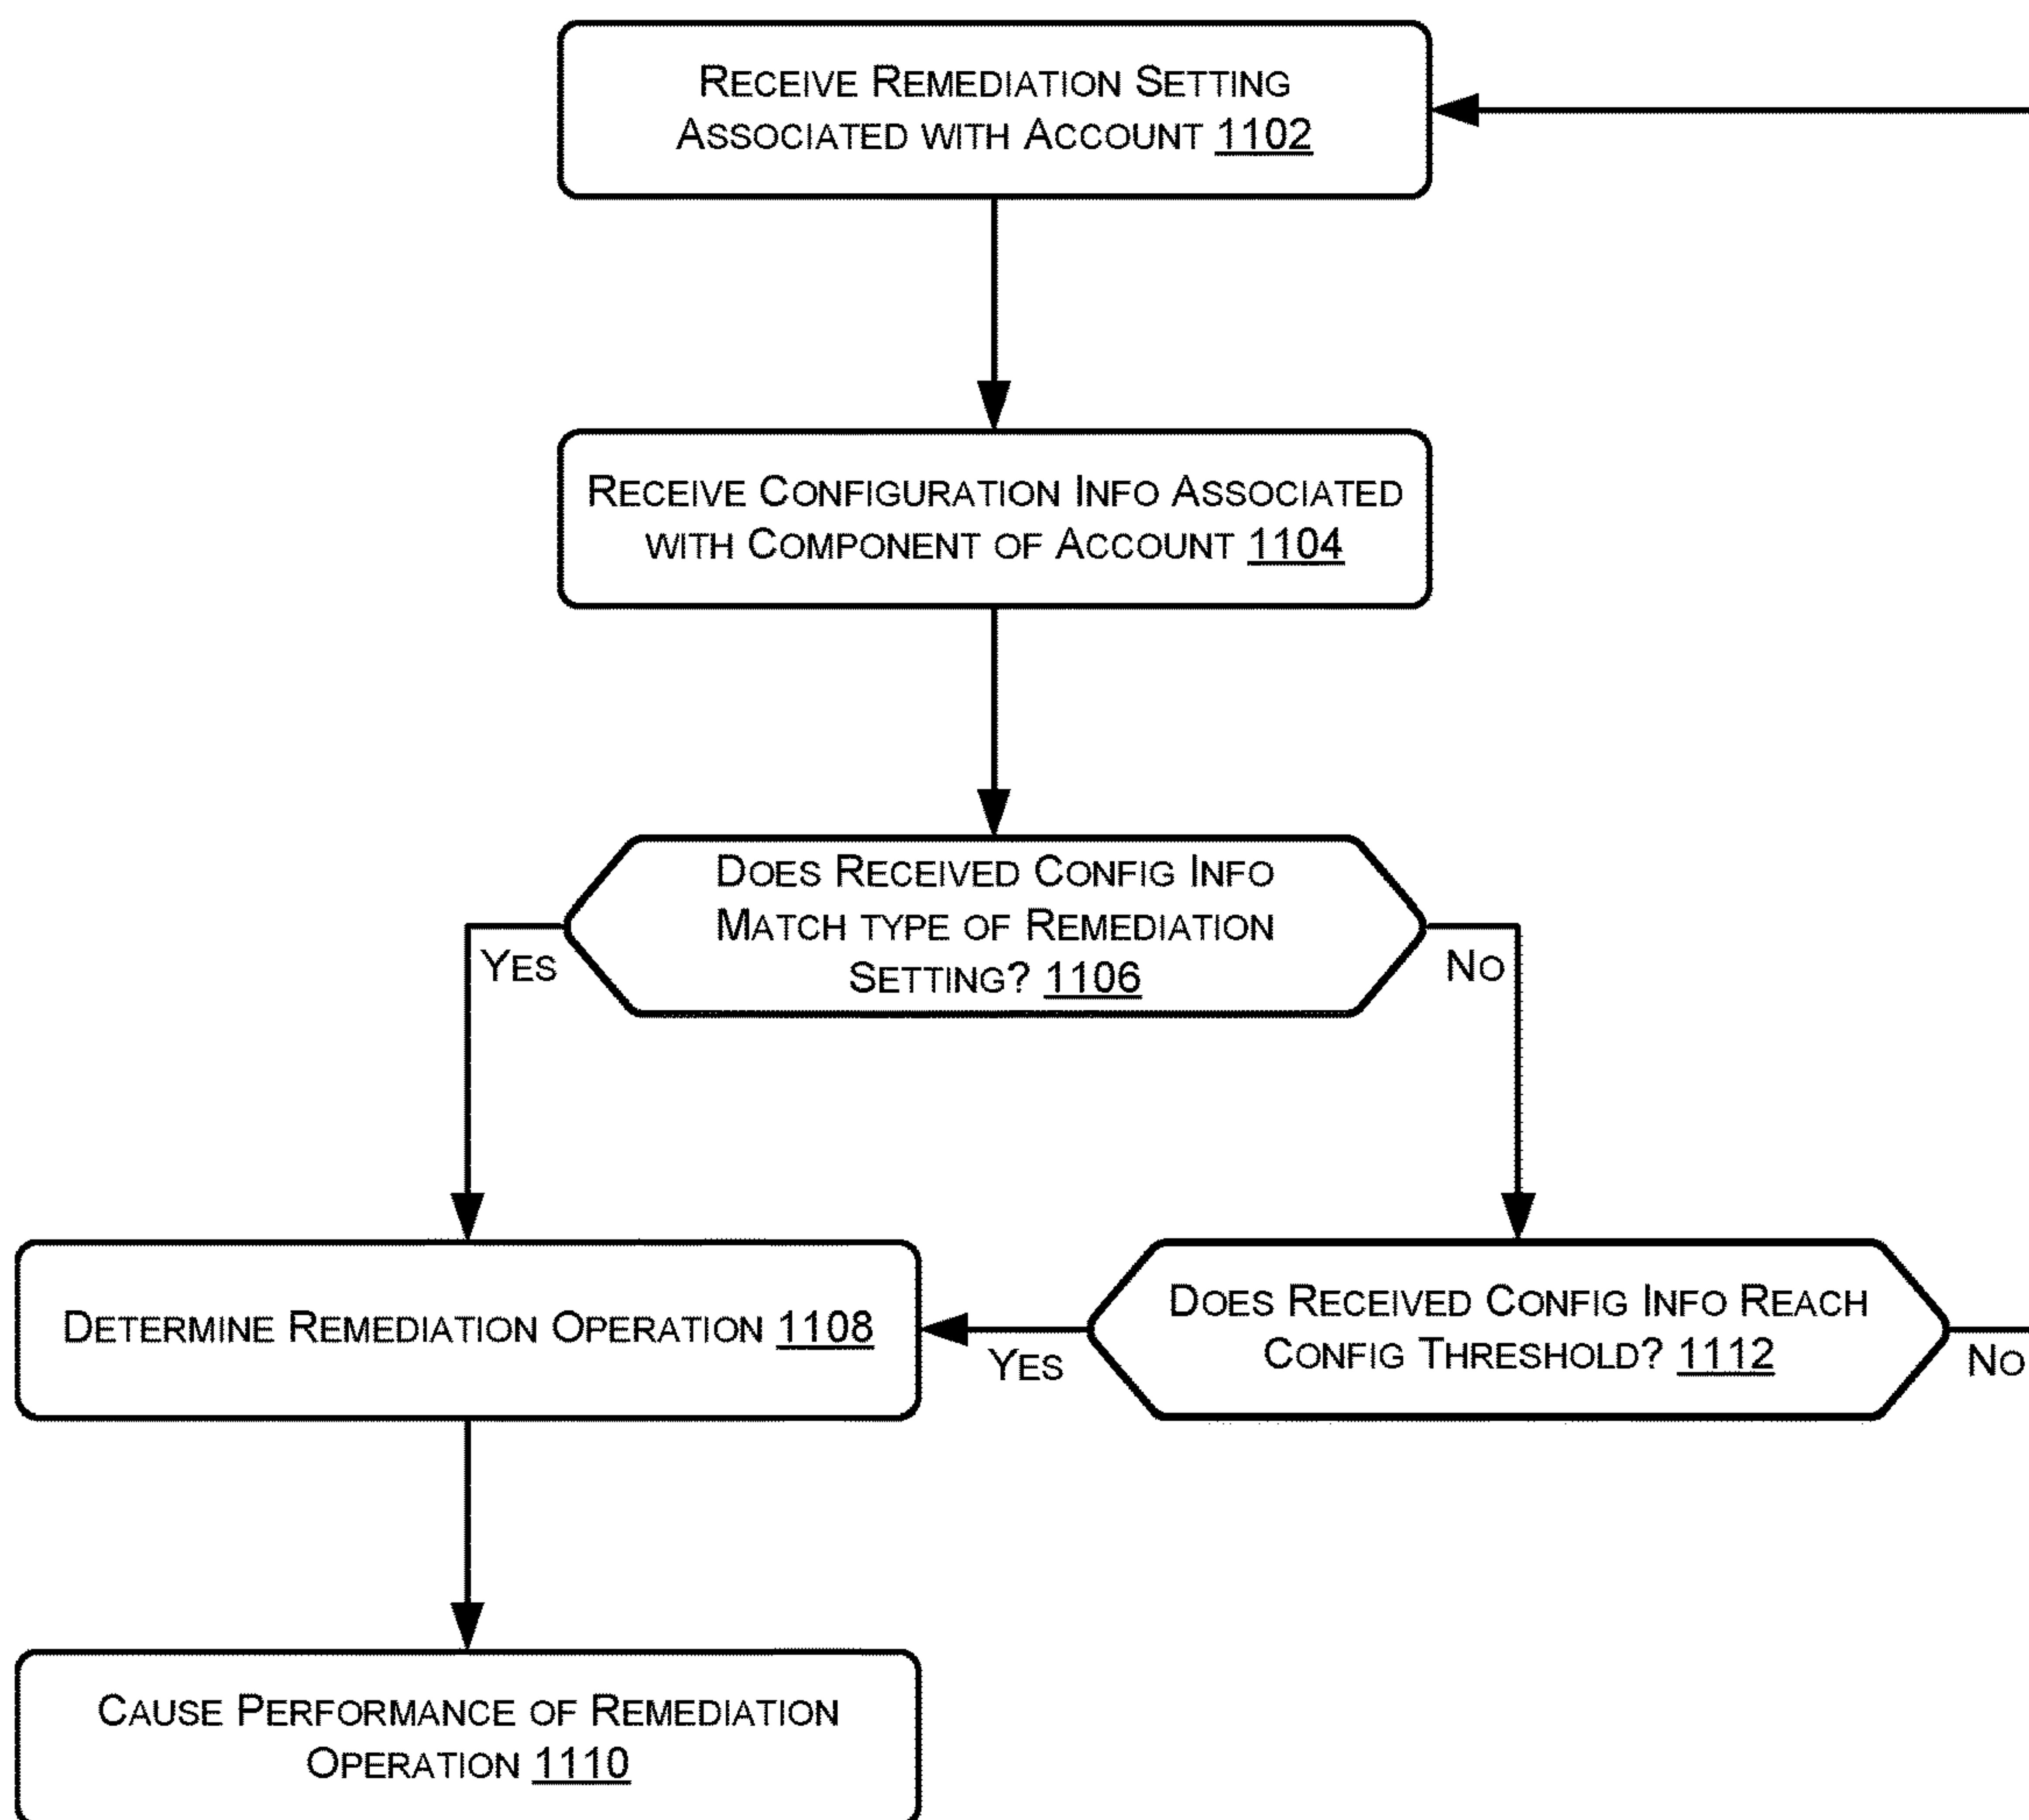 Receive Remediation Setting
Associated with Account 1102
Receive Configuration Info Associated
with Component of Account 1104
Does Received Config Info
Match type of Remediation
Setting? 1106
Yes
No
Determine Remediation Operation 1108
Yes
Does Received Config Info Reach
Config Threshold? 1112
No
Cause Performance of Remediation
Operation 1110